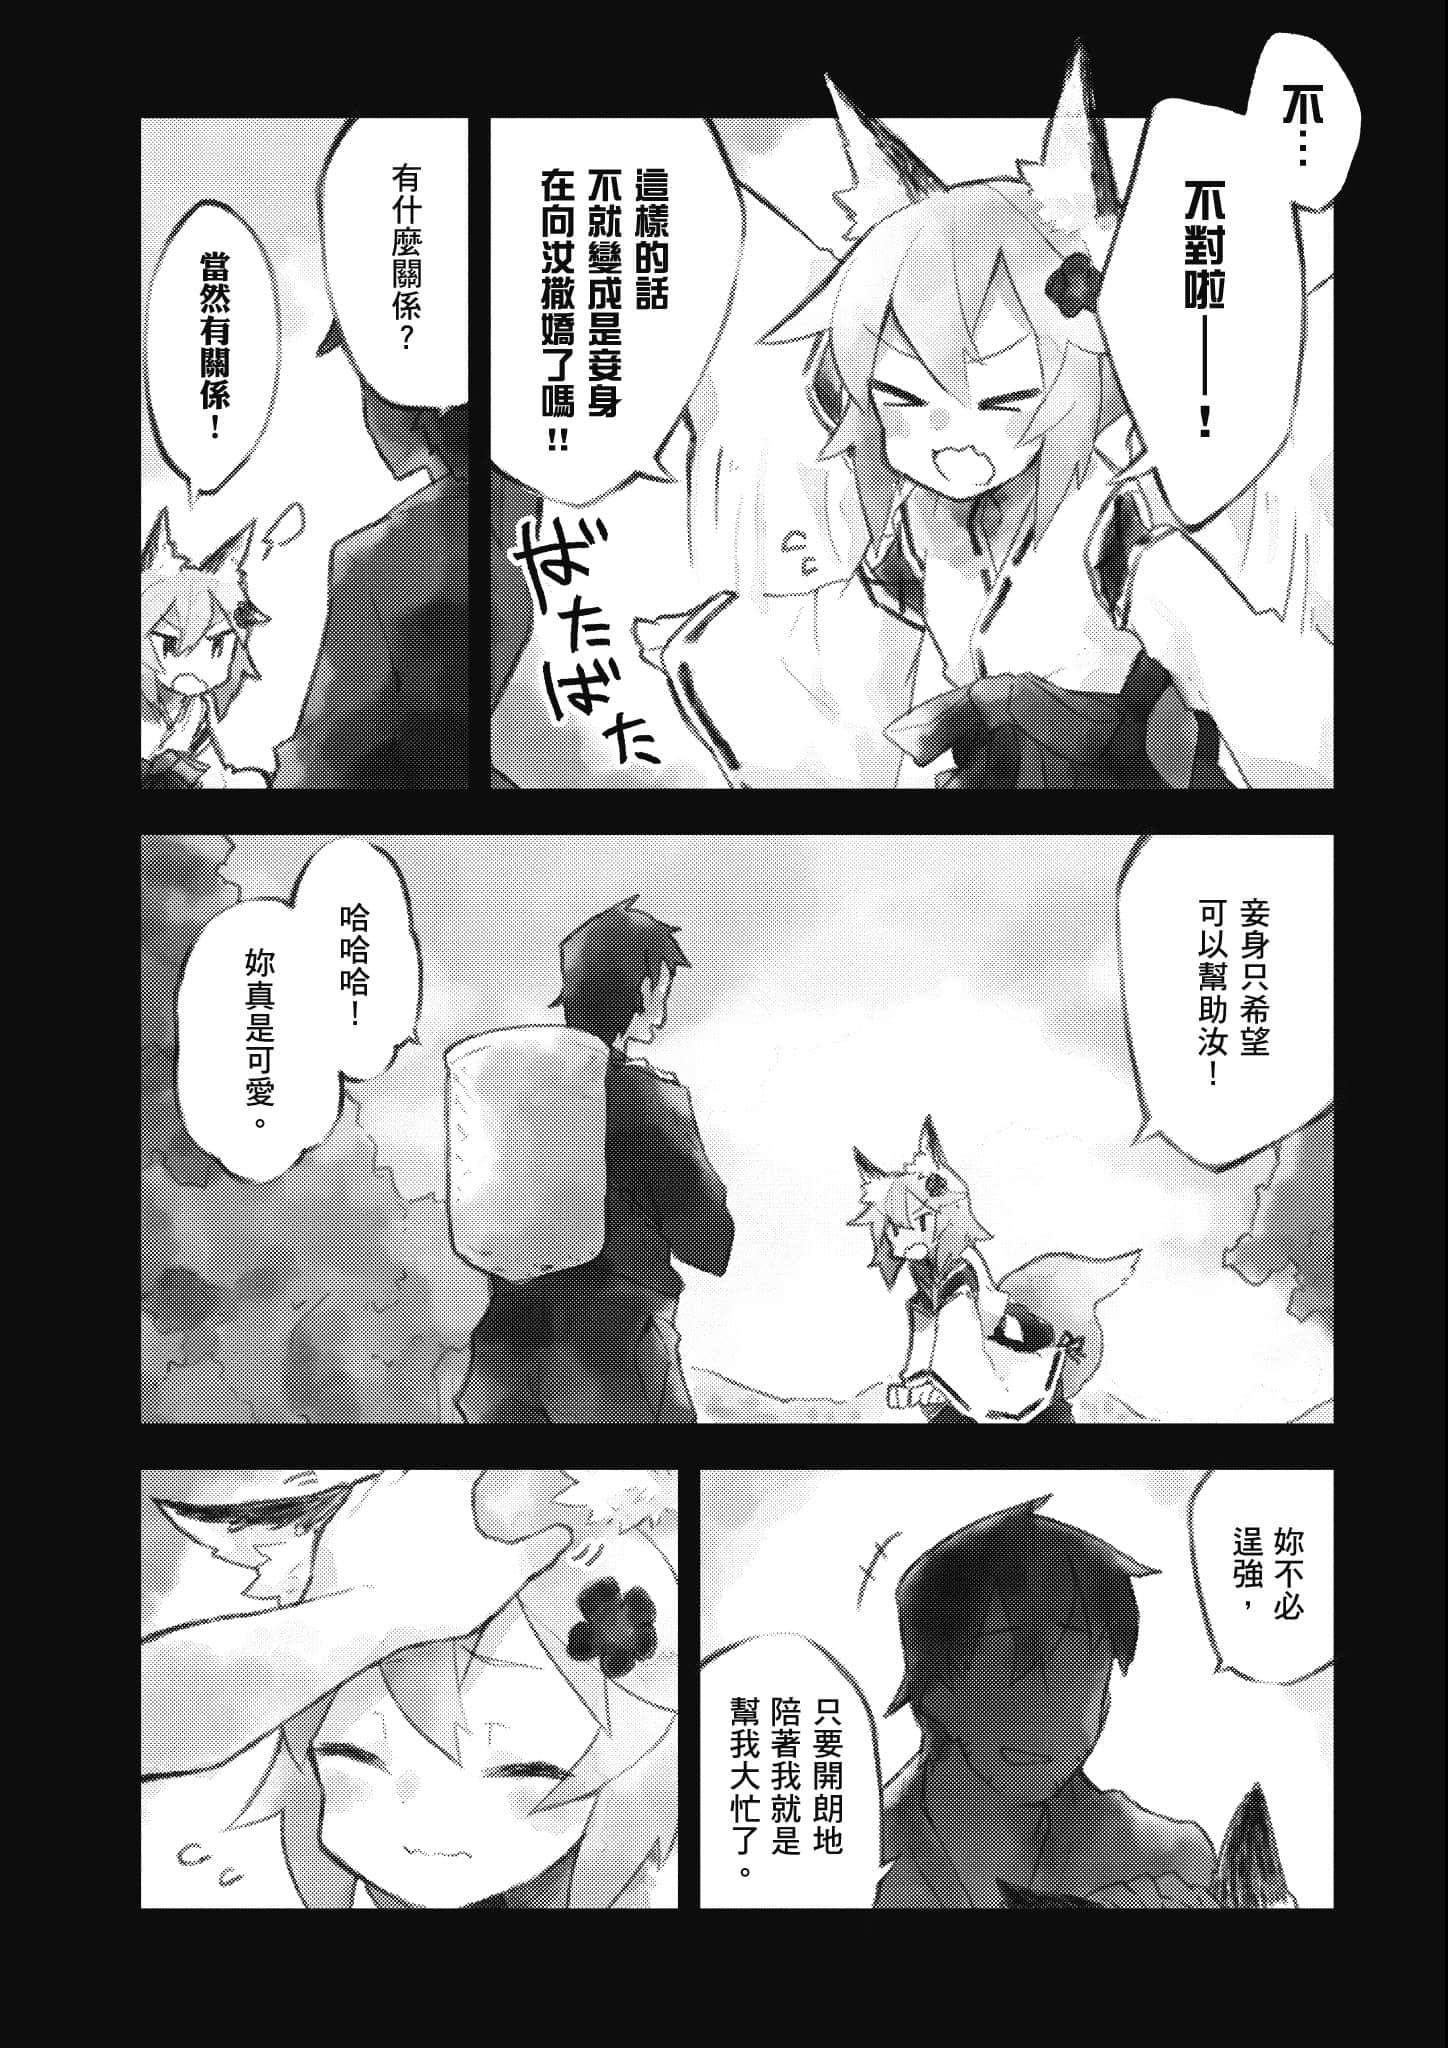 不…
不對啦——！
這樣的話
不就變成是妾身
在向汝撒嬌了嗎!!
ばたばた
有什麼關係？
當然有關係！
妾身只希望
可以幫助汝！
哈哈哈！
妳真是可愛。
妳不必
逞強，
只要開朗地
陪著我就是
幫我大忙了。